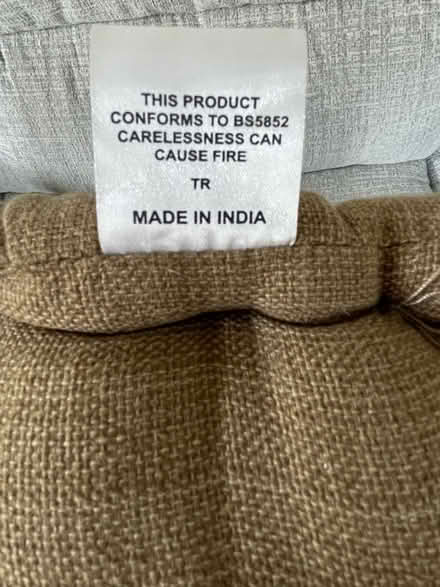 THIS PRODUCT
CONFORMS TO BS5852
CARELESSNESS CAN
CAUSE FIRE
TR
MADE IN INDIA